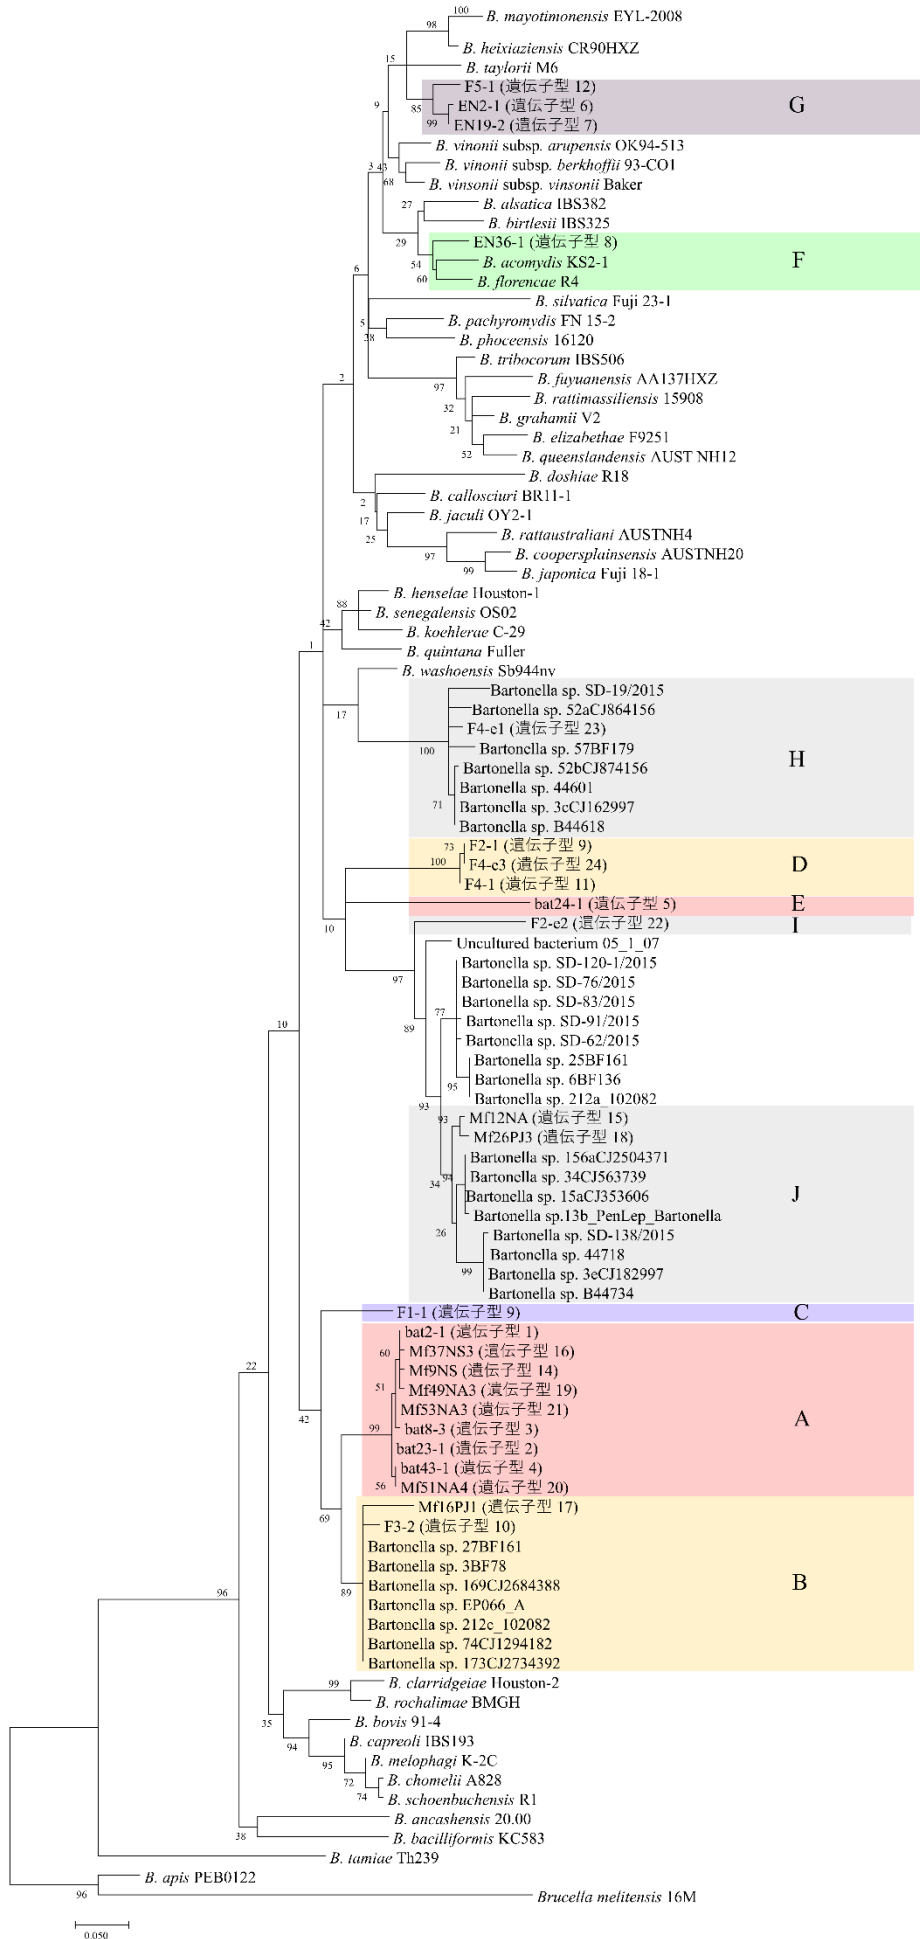 100
B. mayotimonensis EYL-2008
98
B. heixiaziensis CR90HXZ
15
B. taylorii M6
F5-1 (遺伝子型 12)
85
EN2-1 (遺伝子型 6)
G
9
99
EN19-2 (遺伝子型 7)
B. vinonii subsp. arupensis OK94-513
3
43
B. vinonii subsp. berkhoffii 93-CO1
68
B. vinsonii subsp. vinsonii Baker
27
B. alsatica IBS382
B. birtlesii IBS325
29
EN36-1 (遺伝子型 8)
54
B. acomydis KS2-1
F
6
60
B. florencae R4
B. silvatica Fuji 23-1
5
B. pachyromydis FN 15-2
38
B. phoceensis 16120
B. tribocorum IBS506
2
97
B. fuyuanensis AA137HXZ
B. rattimassiliensis 15908
32
B. grahamii V2
21
B. elizabethae F9251
52
B. queenslandensis AUST NH12
B. doshiae R18
2
B. callosciuri BR11-1
17
B. jaculi OY2-1
25
B. rattaustraliani AUSTNH4
97
B. coopersplainsensis AUSTNH20
99
B. japonica Fuji 18-1
B. henselae Houston-1
88
B. senegalensis OS02
42
B. koehlerae C-29
1
B. quintana Fuller
B. washoensis Sb944nv
17
Bartonella sp. SD-19/2015
Bartonella sp. 52aCJ864156
F4-e1 (遺伝子型 23)
100
Bartonella sp. 57BF179
H
Bartonella sp. 52bCJ874156
Bartonella sp. 44601
71
Bartonella sp. 3cCJ162997
Bartonella sp. B44618
73
F2-1 (遺伝子型 9)
100
F4-c3 (遺伝子型 24)
D
F4-1 (遺伝子型 11)
bat24-1 (遺伝子型 5)
E
10
F2-e2 (遺伝子型 22)
I
Uncultured bacterium 05_1_07
97
Bartonella sp. SD-120-1/2015
Bartonella sp. SD-76/2015
Bartonella sp. SD-83/2015
77
Bartonella sp. SD-91/2015
89
Bartonella sp. SD-62/2015
10
Bartonella sp. 25BF161
95
Bartonella sp. 6BF136
Bartonella sp. 212a_102082
93
93
Mf12NA (遺伝子型 15)
Mf26PJ3 (遺伝子型 18)
Bartonella sp. 156aCJ2504371
94
34
Bartonella sp. 34CJ563739
Bartonella sp. 15aCJ353606
J
Bartonella sp.13b_PenLep_Bartonella
26
Bartonella sp. SD-138/2015
Bartonella sp. 44718
99
Bartonella sp. 3eCJ182997
Bartonella sp. B44734
F1-1 (遺伝子型 9)
C
bat2-1 (遺伝子型 1)
60
Mf37NS3 (遺伝子型 16)
22
Mf9NS (遺伝子型 14)
51
Mf49NA3 (遺伝子型 19)
42
Mf53NA3 (遺伝子型 21)
A
99
bat8-3 (遺伝子型 3)
bat23-1 (遺伝子型 2)
bat43-1 (遺伝子型 4)
56
Mf51NA4 (遺伝子型 20)
Mf16PJ1 (遺伝子型 17)
69
F3-2 (遺伝子型 10)
Bartonella sp. 27BF161
Bartonella sp. 3BF78
89
Bartonella sp. 169CJ2684388
B
96
Bartonella sp. EP066_A
Bartonella sp. 212c_102082
Bartonella sp. 74CJ1294182
Bartonella sp. 173CJ2734392
99
B. clarridgeiae Houston-2
B. rochalimae BMGH
35
B. bovis 91-4
94
B. capreoli IBS193
95
B. melophagi K-2C
72
B. chomelii A828
74
B. schoenbuchensis R1
B. ancashensis 20.00
38
B. bacilliformis KC583
B. tamiae Th239
B. apis PEB0122
96
Brucella melitensis 16M
0.050